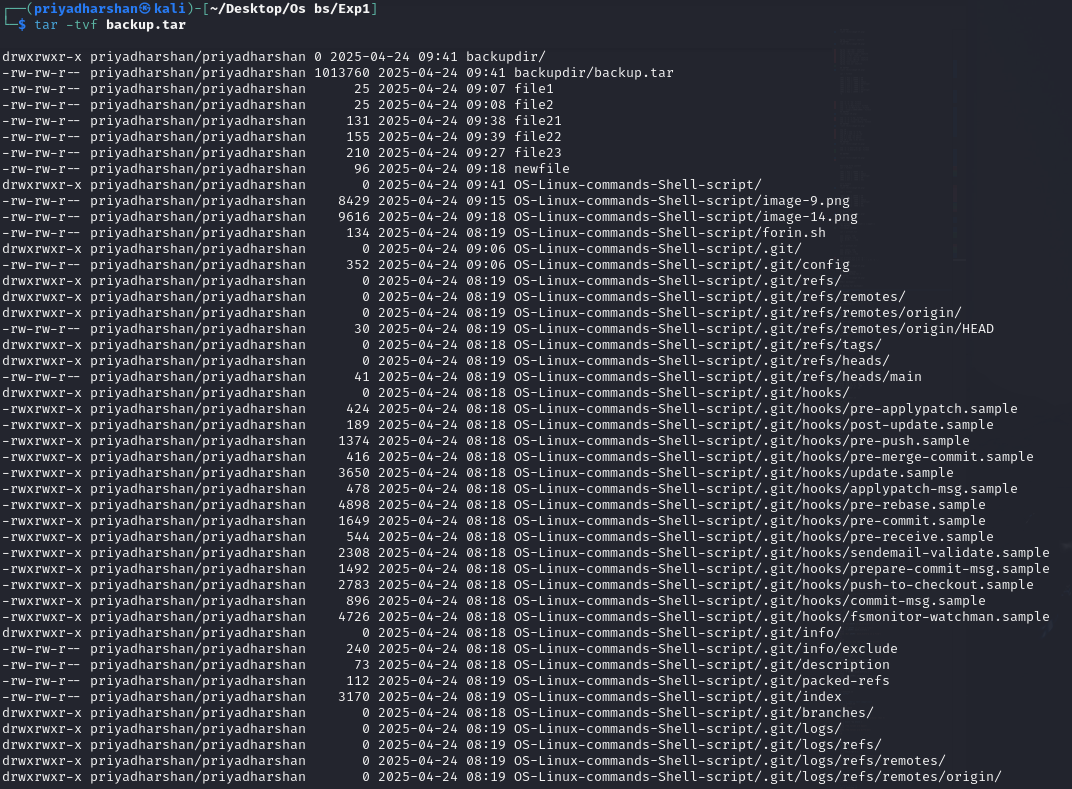 ┌──(priyadharshan㉿kali)-[~/Desktop/Os bs/Exp1]
└─$ tar -tvf backup.tar
drwxrwxr-x priyadharshan/priyadharshan 0 2025-04-24 09:41 backupdir/
-rw-rw-r-- priyadharshan/priyadharshan 1013760 2025-04-24 09:41 backupdir/backup.tar
-rw-rw-r-- priyadharshan/priyadharshan      25 2025-04-24 09:07 file1
-rw-rw-r-- priyadharshan/priyadharshan      25 2025-04-24 09:08 file2
-rw-rw-r-- priyadharshan/priyadharshan     131 2025-04-24 09:38 file21
-rw-rw-r-- priyadharshan/priyadharshan     155 2025-04-24 09:39 file22
-rw-rw-r-- priyadharshan/priyadharshan     210 2025-04-24 09:27 file23
-rw-rw-r-- priyadharshan/priyadharshan      96 2025-04-24 09:18 newfile
drwxrwxr-x priyadharshan/priyadharshan       0 2025-04-24 09:41 OS-Linux-commands-Shell-script/
-rw-rw-r-- priyadharshan/priyadharshan    8429 2025-04-24 09:15 OS-Linux-commands-Shell-script/image-9.png
-rw-rw-r-- priyadharshan/priyadharshan    9616 2025-04-24 09:18 OS-Linux-commands-Shell-script/image-14.png
-rw-rw-r-- priyadharshan/priyadharshan     134 2025-04-24 08:19 OS-Linux-commands-Shell-script/forin.sh
drwxrwxr-x priyadharshan/priyadharshan       0 2025-04-24 09:06 OS-Linux-commands-Shell-script/.git/
-rw-rw-r-- priyadharshan/priyadharshan     352 2025-04-24 09:06 OS-Linux-commands-Shell-script/.git/config
drwxrwxr-x priyadharshan/priyadharshan       0 2025-04-24 08:19 OS-Linux-commands-Shell-script/.git/refs/
drwxrwxr-x priyadharshan/priyadharshan       0 2025-04-24 08:19 OS-Linux-commands-Shell-script/.git/refs/remotes/
drwxrwxr-x priyadharshan/priyadharshan       0 2025-04-24 08:19 OS-Linux-commands-Shell-script/.git/refs/remotes/origin/
-rw-rw-r-- priyadharshan/priyadharshan      30 2025-04-24 08:19 OS-Linux-commands-Shell-script/.git/refs/remotes/origin/HEAD
drwxrwxr-x priyadharshan/priyadharshan       0 2025-04-24 08:18 OS-Linux-commands-Shell-script/.git/refs/tags/
drwxrwxr-x priyadharshan/priyadharshan       0 2025-04-24 08:19 OS-Linux-commands-Shell-script/.git/refs/heads/
-rw-rw-r-- priyadharshan/priyadharshan      41 2025-04-24 08:19 OS-Linux-commands-Shell-script/.git/refs/heads/main
drwxrwxr-x priyadharshan/priyadharshan       0 2025-04-24 08:18 OS-Linux-commands-Shell-script/.git/hooks/
-rwxrwxr-x priyadharshan/priyadharshan     424 2025-04-24 08:18 OS-Linux-commands-Shell-script/.git/hooks/pre-applypatch.sample
-rwxrwxr-x priyadharshan/priyadharshan     189 2025-04-24 08:18 OS-Linux-commands-Shell-script/.git/hooks/post-update.sample
-rwxrwxr-x priyadharshan/priyadharshan    1374 2025-04-24 08:18 OS-Linux-commands-Shell-script/.git/hooks/pre-push.sample
-rwxrwxr-x priyadharshan/priyadharshan     416 2025-04-24 08:18 OS-Linux-commands-Shell-script/.git/hooks/pre-merge-commit.sample
-rwxrwxr-x priyadharshan/priyadharshan    3650 2025-04-24 08:18 OS-Linux-commands-Shell-script/.git/hooks/update.sample
-rwxrwxr-x priyadharshan/priyadharshan     478 2025-04-24 08:18 OS-Linux-commands-Shell-script/.git/hooks/applypatch-msg.sample
-rwxrwxr-x priyadharshan/priyadharshan    4898 2025-04-24 08:18 OS-Linux-commands-Shell-script/.git/hooks/pre-rebase.sample
-rwxrwxr-x priyadharshan/priyadharshan    1649 2025-04-24 08:18 OS-Linux-commands-Shell-script/.git/hooks/pre-commit.sample
-rwxrwxr-x priyadharshan/priyadharshan     544 2025-04-24 08:18 OS-Linux-commands-Shell-script/.git/hooks/pre-receive.sample
-rwxrwxr-x priyadharshan/priyadharshan    2308 2025-04-24 08:18 OS-Linux-commands-Shell-script/.git/hooks/sendemail-validate.sample
-rwxrwxr-x priyadharshan/priyadharshan    1492 2025-04-24 08:18 OS-Linux-commands-Shell-script/.git/hooks/prepare-commit-msg.sample
-rwxrwxr-x priyadharshan/priyadharshan    2783 2025-04-24 08:18 OS-Linux-commands-Shell-script/.git/hooks/push-to-checkout.sample
-rwxrwxr-x priyadharshan/priyadharshan     896 2025-04-24 08:18 OS-Linux-commands-Shell-script/.git/hooks/commit-msg.sample
-rwxrwxr-x priyadharshan/priyadharshan    4726 2025-04-24 08:18 OS-Linux-commands-Shell-script/.git/hooks/fsmonitor-watchman.sample
drwxrwxr-x priyadharshan/priyadharshan       0 2025-04-24 08:18 OS-Linux-commands-Shell-script/.git/info/
-rw-rw-r-- priyadharshan/priyadharshan     240 2025-04-24 08:18 OS-Linux-commands-Shell-script/.git/info/exclude
-rw-rw-r-- priyadharshan/priyadharshan      73 2025-04-24 08:18 OS-Linux-commands-Shell-script/.git/description
-rw-rw-r-- priyadharshan/priyadharshan     112 2025-04-24 08:19 OS-Linux-commands-Shell-script/.git/packed-refs
-rw-rw-r-- priyadharshan/priyadharshan    3170 2025-04-24 08:19 OS-Linux-commands-Shell-script/.git/index
drwxrwxr-x priyadharshan/priyadharshan       0 2025-04-24 08:18 OS-Linux-commands-Shell-script/.git/branches/
drwxrwxr-x priyadharshan/priyadharshan       0 2025-04-24 08:19 OS-Linux-commands-Shell-script/.git/logs/
drwxrwxr-x priyadharshan/priyadharshan       0 2025-04-24 08:19 OS-Linux-commands-Shell-script/.git/logs/refs/
drwxrwxr-x priyadharshan/priyadharshan       0 2025-04-24 08:19 OS-Linux-commands-Shell-script/.git/logs/refs/remotes/
drwxrwxr-x priyadharshan/priyadharshan       0 2025-04-24 08:19 OS-Linux-commands-Shell-script/.git/logs/refs/remotes/origin/